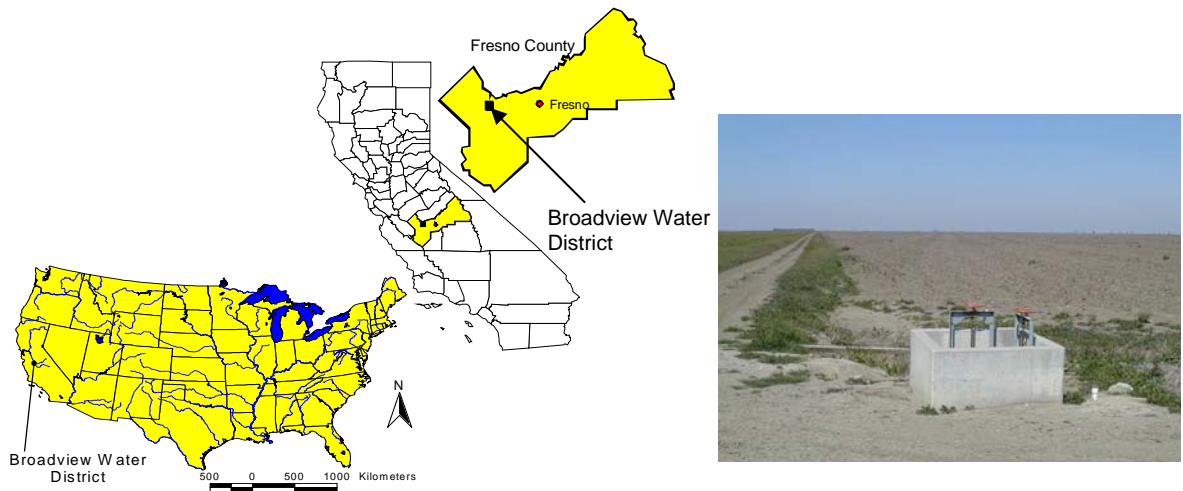 Fresno County
Fresno
Broadview Water
District
N
Broadview Water
District
500 0 500 1000 Kilometers